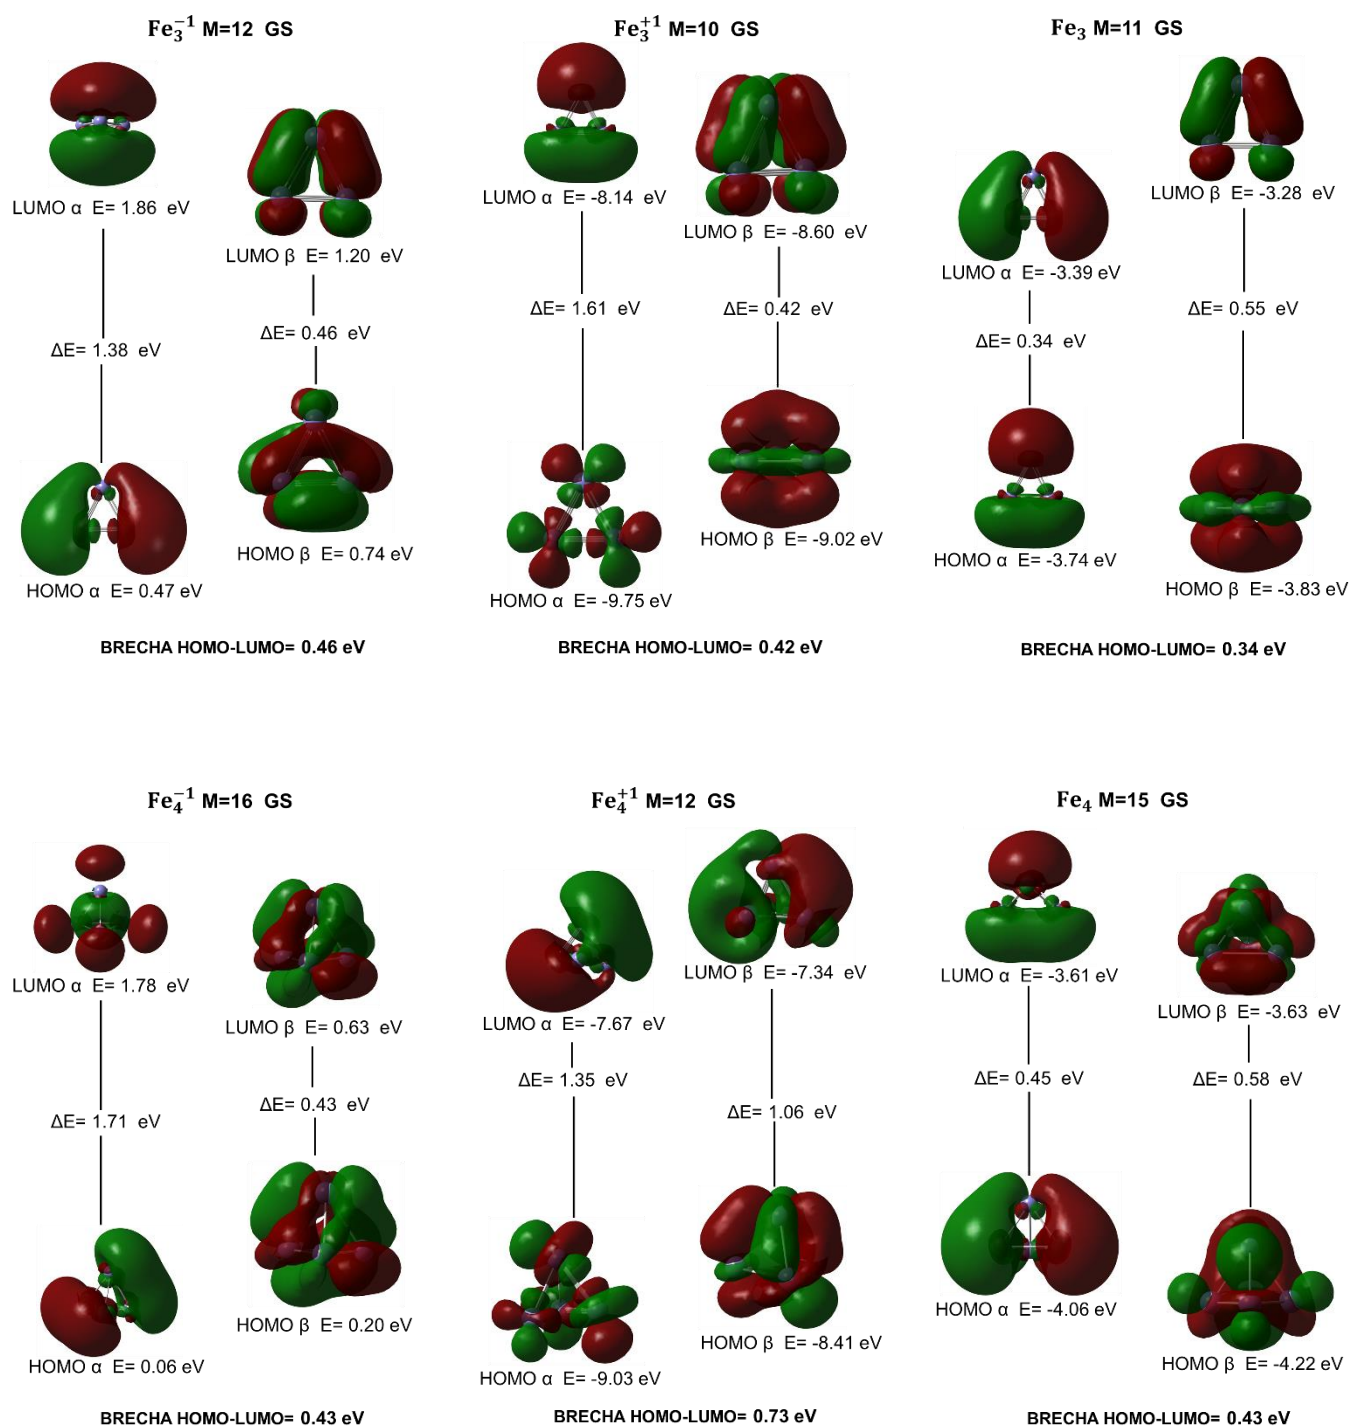 Fe₃⁻¹ M=12 GS
LUMO α E= 1.86 eV
LUMO β E= 1.20 eV
ΔE= 1.38 eV
ΔE= 0.46 eV
HOMO α E= 0.47 eV
HOMO β E= 0.74 eV
BRECHA HOMO-LUMO= 0.46 eV
Fe₃⁺¹ M=10 GS
LUMO α E= -8.14 eV
LUMO β E= -8.60 eV
ΔE= 1.61 eV
ΔE= 0.42 eV
HOMO α E= -9.75 eV
HOMO β E= -9.02 eV
BRECHA HOMO-LUMO= 0.42 eV
Fe₃ M=11 GS
LUMO α E= -3.39 eV
LUMO β E= -3.28 eV
ΔE= 0.34 eV
ΔE= 0.55 eV
HOMO α E= -3.74 eV
HOMO β E= -3.83 eV
BRECHA HOMO-LUMO= 0.34 eV
Fe₄⁻¹ M=16 GS
LUMO α E= 1.78 eV
LUMO β E= 0.63 eV
ΔE= 1.71 eV
ΔE= 0.43 eV
HOMO α E= 0.06 eV
HOMO β E= 0.20 eV
BRECHA HOMO-LUMO= 0.43 eV
Fe₄⁺¹ M=12 GS
LUMO α E= -7.67 eV
LUMO β E= -7.34 eV
ΔE= 1.35 eV
ΔE= 1.06 eV
HOMO α E= -9.03 eV
HOMO β E= -8.41 eV
BRECHA HOMO-LUMO= 0.73 eV
Fe₄ M=15 GS
LUMO α E= -3.61 eV
LUMO β E= -3.63 eV
ΔE= 0.45 eV
ΔE= 0.58 eV
HOMO α E= -4.06 eV
HOMO β E= -4.22 eV
BRECHA HOMO-LUMO= 0.43 eV